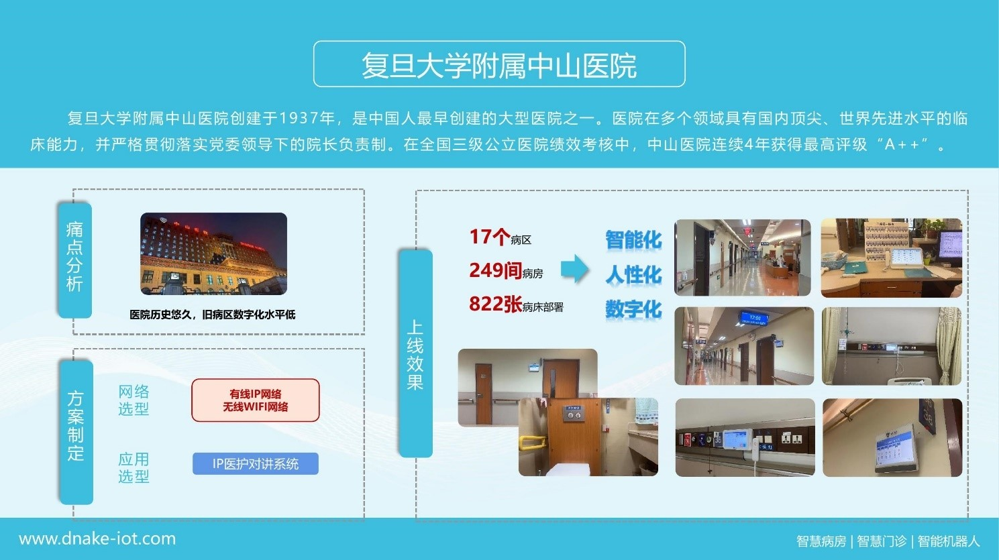 复旦大学附属中山医院
复旦大学附属中山医院创建于1937年，是中国人最早创建的大型医院之一。医院在多个领域具有国内顶尖、世界先进水平的临
床能力，并严格贯彻落实党委领导下的院长负责制。在全国三级公立医院绩效考核中，中山医院连续4年获得最高评级“A++”。
痛点分析
中山医院
医院历史悠久，旧病区数字化水平低
方案制定
网络
选型
有线IP网络
无线WIFI网络
应用
选型
IP医护对讲系统
上线效果
17个病区
249间病房
822张病床部署
智能化
人性化
数字化
17:00
38
www.dnake-iot.com
智慧病房 | 智慧门诊 | 智能机器人